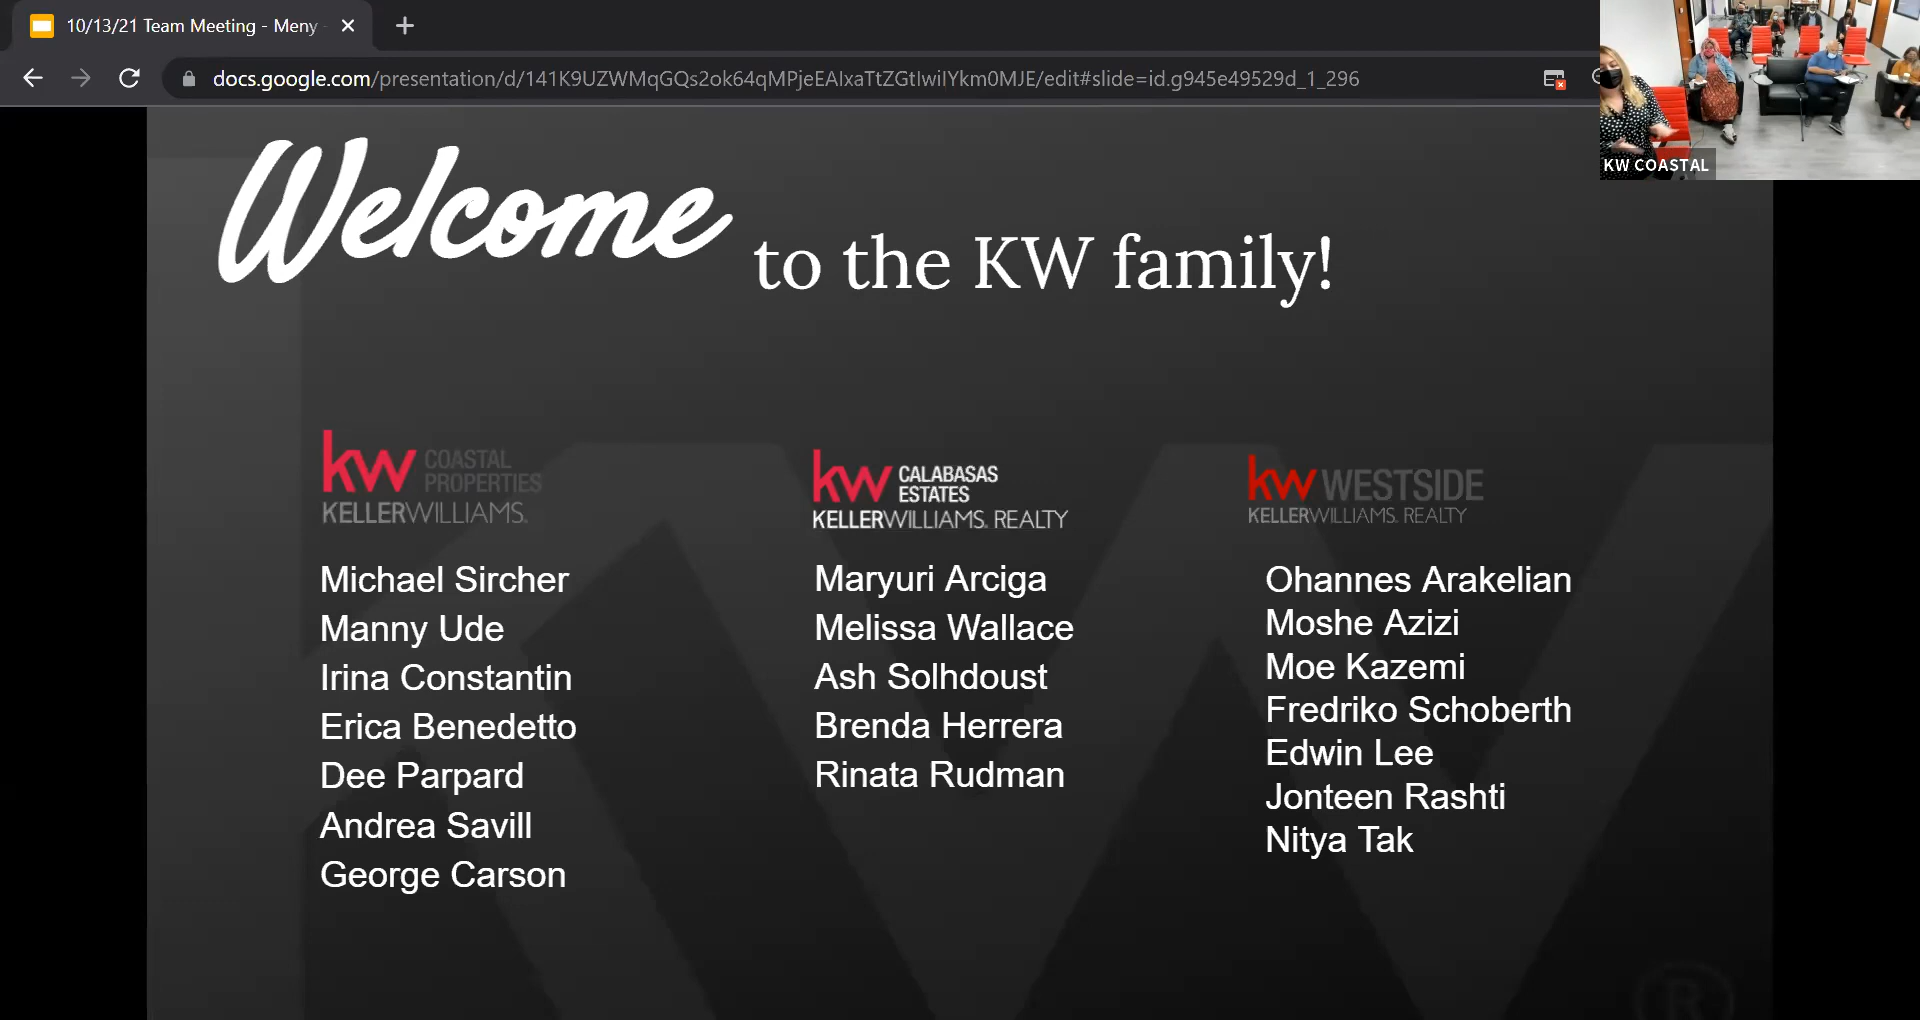 10/13/21 Team Meeting - Meny
docs.google.com/presentation/d/141K9UZWMqGQs2ok64qMPjeEAIxaTtZGtIwiIYkm0MJE/edit#slide=id.g945e49529d_1_296
KW COASTAL
Welcome to the KW family!
kw COASTAL
PROPERTIES
KELLERWILLIAMS.
Michael Sircher
Manny Ude
Irina Constantin
Erica Benedetto
Dee Parpard
Andrea Savill
George Carson
kw CALABASAS
ESTATES
KELLERWILLIAMS. REALTY
Maryuri Arciga
Melissa Wallace
Ash Solhdoust
Brenda Herrera
Rinata Rudman
kw WESTSIDE
KELLERWILLIAMS. REALTY
Ohannes Arakelian
Moshe Azizi
Moe Kazemi
Fredriko Schoberth
Edwin Lee
Jonteen Rashti
Nitya Tak
®